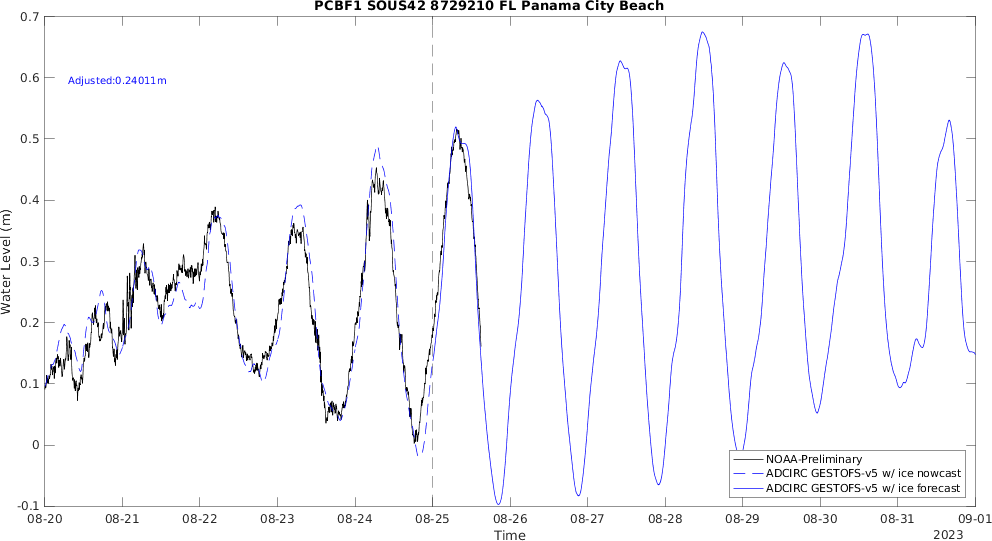 PCBF1 SOUS42 8729210 FL Panama City Beach
0.7
0.6
0.5
0.4
0.3
0.2
0.1
0
-0.1
Water Level (m)
Adjusted:0.24011m
NOAA-Preliminary
ADCIRC GESTOFS-v5 w/ ice nowcast
ADCIRC GESTOFS-v5 w/ ice forecast
08-20 08-21 08-22 08-23 08-24 08-25 08-26 08-27 08-28 08-29 08-30 08-31 09-01
Time
2023